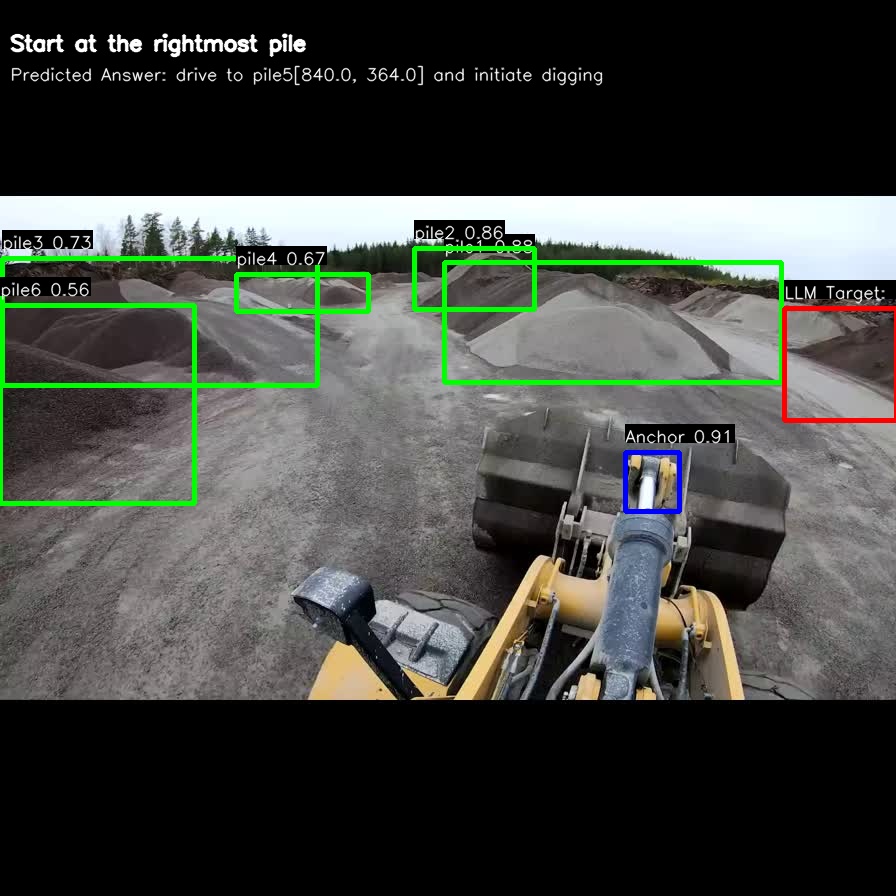 Start at the rightmost pile
Predicted Answer: drive to pile5[840.0, 364.0] and initiate digging
pile2 0.86
pile3 0.73
pile1 0.88
pile4 0.67
pile6 0.56
LLM Target:
Anchor 0.91